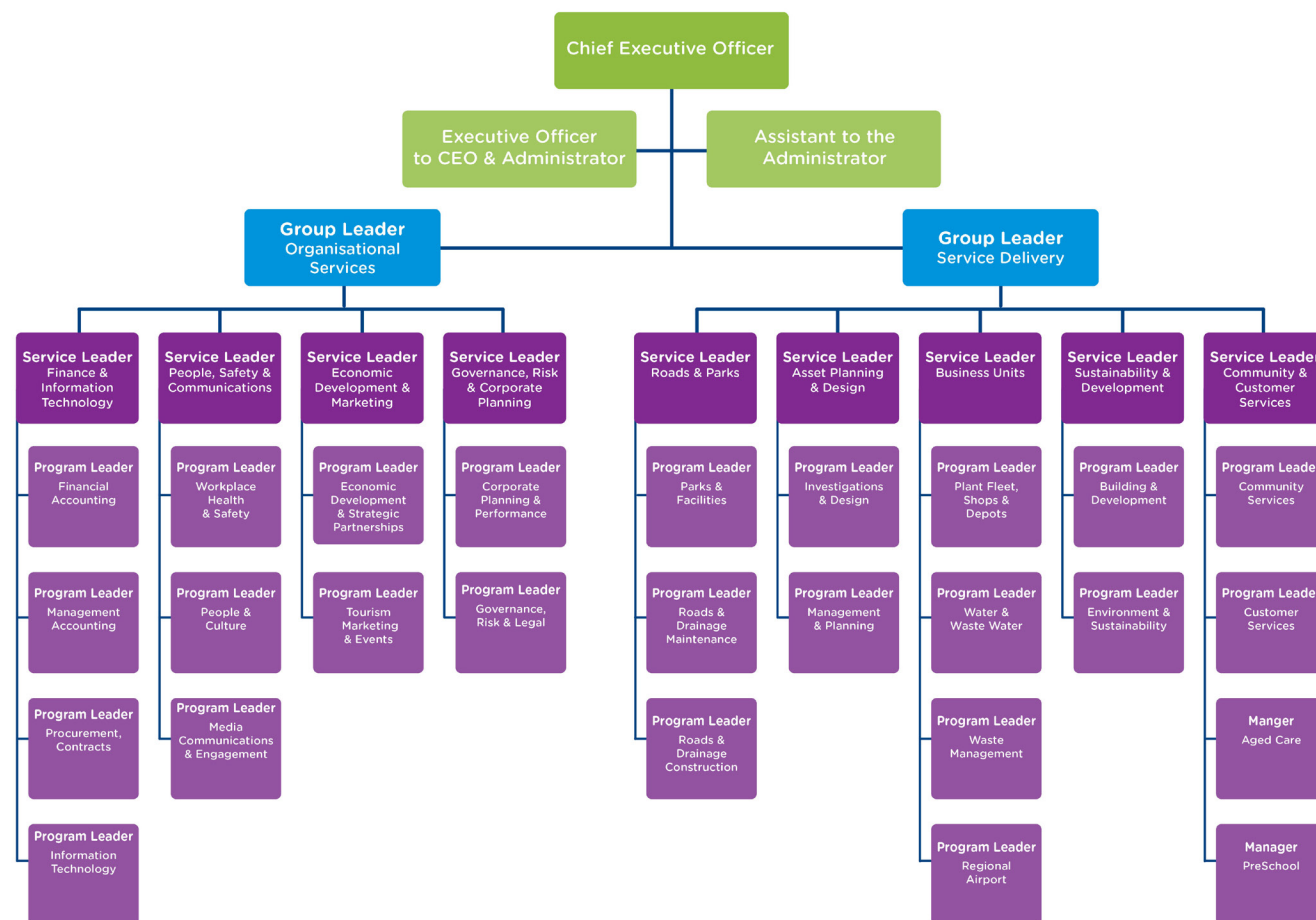 Chief Executive Officer
Executive Officer
to CEO & Administrator
Assistant to the
Administrator
Group Leader
Organisational
Services
Group Leader
Service Delivery
Service Leader
Finance &
Information
Technology
Service Leader
People, Safety &
Communications
Service Leader
Economic
Development &
Marketing
Service Leader
Governance, Risk
& Corporate
Planning
Service Leader
Roads & Parks
Service Leader
Asset Planning
& Design
Service Leader
Business Units
Service Leader
Sustainability &
Development
Service Leader
Community &
Customer
Services
Program Leader
Financial
Accounting
Program Leader
Workplace
Health
& Safety
Program Leader
Economic
Development
& Strategic
Partnerships
Program Leader
Corporate
Planning &
Performance
Program Leader
Parks &
Facilities
Program Leader
Investigations
& Design
Program Leader
Plant Fleet,
Shops &
Depots
Program Leader
Building &
Development
Program Leade
Community
Services
Program Leader
Management
Accounting
Program Leader
People &
Culture
Program Leader
Tourism
Marketing
& Events
Program Leader
Governance,
Risk & Legal
Program Leader
Roads &
Drainage
Maintenance
Program Leader
Management
& Planning
Program Leader
Water &
Waste Water
Program Leader
Environment &
Sustainability
Program Leade
Customer
Services
Program Leader
Procurement,
Contracts
Program Leader
Media
Communications
& Engagement
Program Leader
Roads &
Drainage
Construction
Program Leader
Waste
Management
Manger
Aged Care
Program Leader
Information
Technology
Program Leader
Regional
Airport
Manager
PreSchool